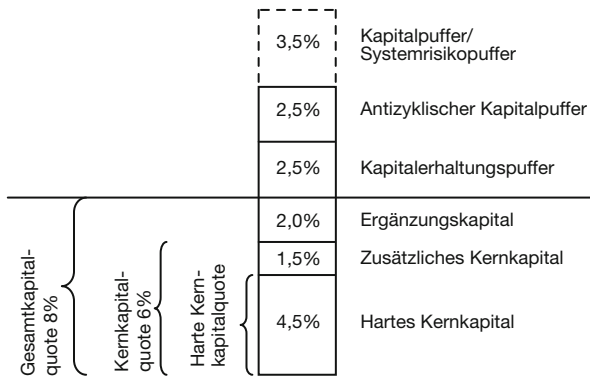 3,5%
Kapitalpuffer/
Systemrisikopuffer
2,5%
Antizyklischer Kapitalpuffer
2,5%
Kapitalerhaltungspuffer
2,0%
Ergänzungskapital
1,5%
Zusätzliches Kernkapital
4,5%
Hartes Kernkapital
Gesamtkapital-
quote 8%
Kernkapital-
quote 6%
Harte Kern-
kapitalquote